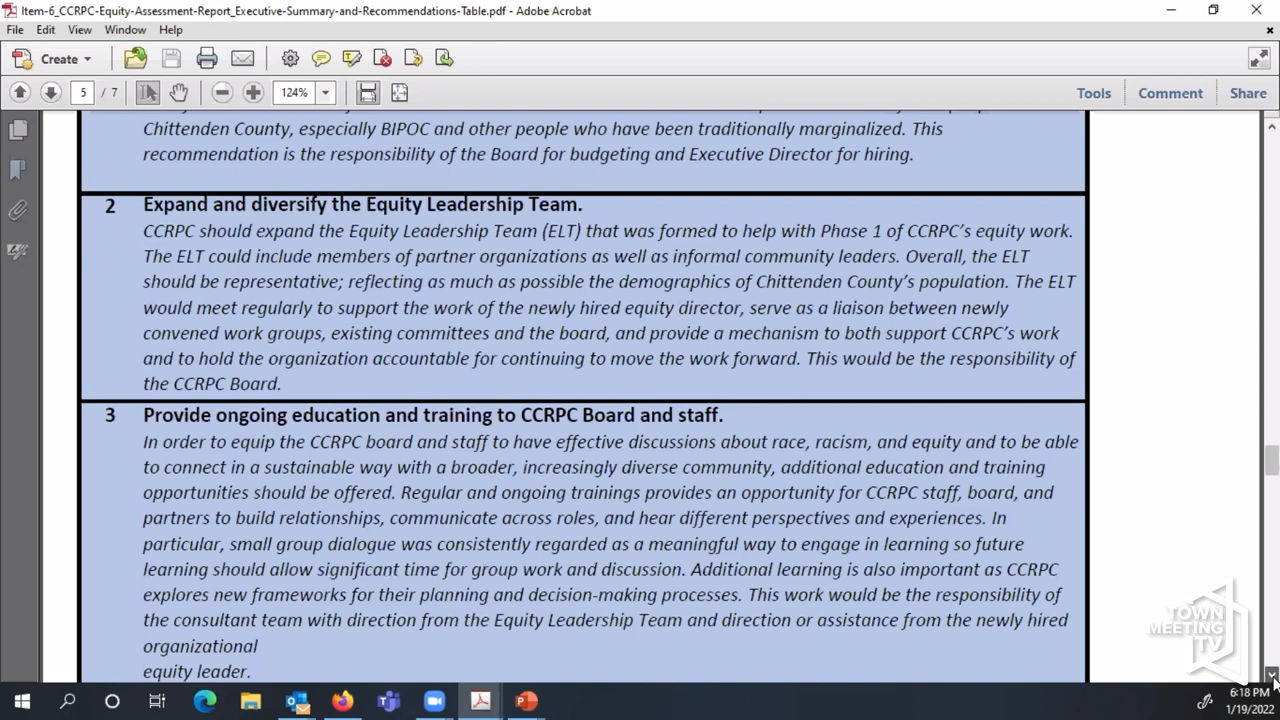 Item-6_CCRPC-Equity-Assessment-Report_Executive-Summary-and-Recommendations-Table.pdf - Adobe Acrobat
File Edit View Window Help
Create
5 / 7 124% Tools Comment Share
Chittenden County, especially BIPOC and other people who have been traditionally marginalized. This
recommendation is the responsibility of the Board for budgeting and Executive Director for hiring.
2 Expand and diversify the Equity Leadership Team.
CCRPC should expand the Equity Leadership Team (ELT) that was formed to help with Phase 1 of CCRPC's equity work.
The ELT could include members of partner organizations as well as informal community leaders. Overall, the ELT
should be representative; reflecting as much as possible the demographics of Chittenden County's population. The ELT
would meet regularly to support the work of the newly hired equity director, serve as a liaison between newly
convened work groups, existing committees and the board, and provide a mechanism to both support CCRPC's work
and to hold the organization accountable for continuing to move the work forward. This would be the responsibility of
the CCRPC Board.
3 Provide ongoing education and training to CCRPC Board and staff.
In order to equip the CCRPC board and staff to have effective discussions about race, racism, and equity and to be able
to connect in a sustainable way with a broader, increasingly diverse community, additional education and training
opportunities should be offered. Regular and ongoing trainings provides an opportunity for CCRPC staff, board, and
partners to build relationships, communicate across roles, and hear different perspectives and experiences. In
particular, small group dialogue was consistently regarded as a meaningful way to engage in learning so future
learning should allow significant time for group work and discussion. Additional learning is also important as CCRPC
explores new frameworks for their planning and decision-making processes. This work would be the responsibility of
the consultant team with direction from the Equity Leadership Team and direction or assistance from the newly hired
organizational
equity leader.
TOWN
MEETING
TV
6:18 PM
1/19/2022